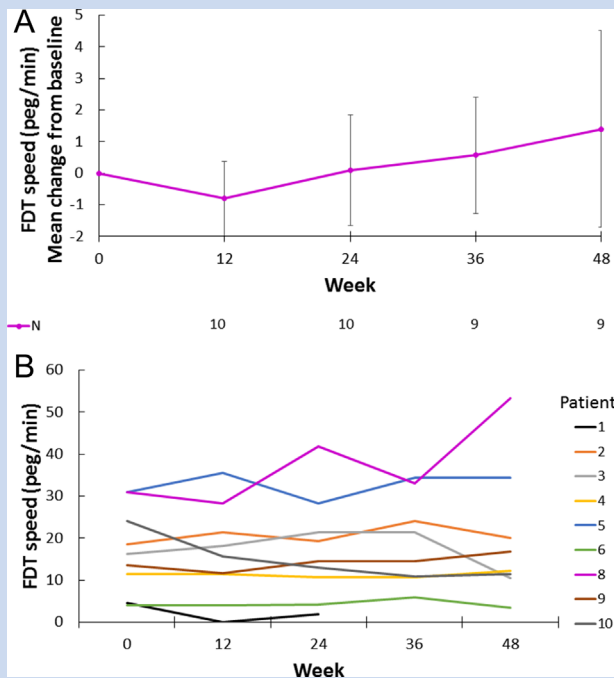 A
FDT speed (peg/min)
Mean change from baseline
5
4
3
2
1
0
-1
-2
0 12 24 36 48
Week
N 10 10 9 9
B
FDT speed (peg/min)
60
50
40
30
20
10
0
0 12 24 36 48
Week
Patient
1
2
3
4
5
6
8
9
10